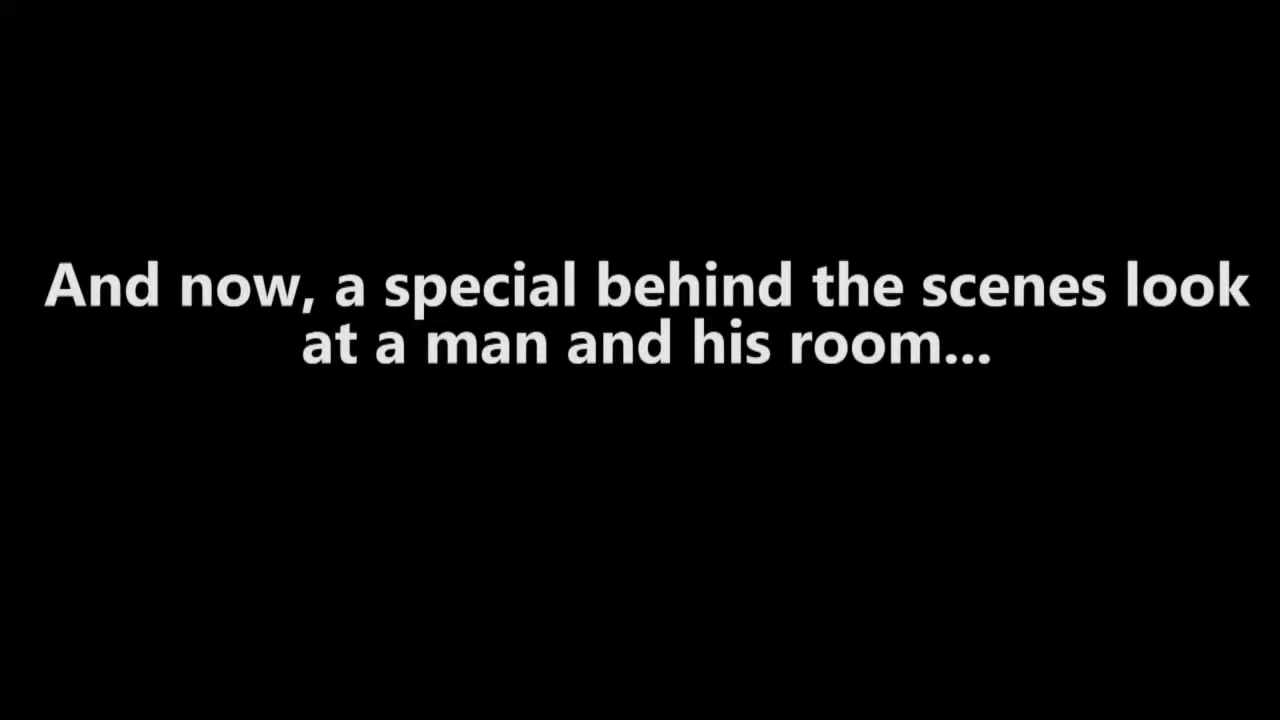 And now, a special behind the scenes look
at a man and his room...